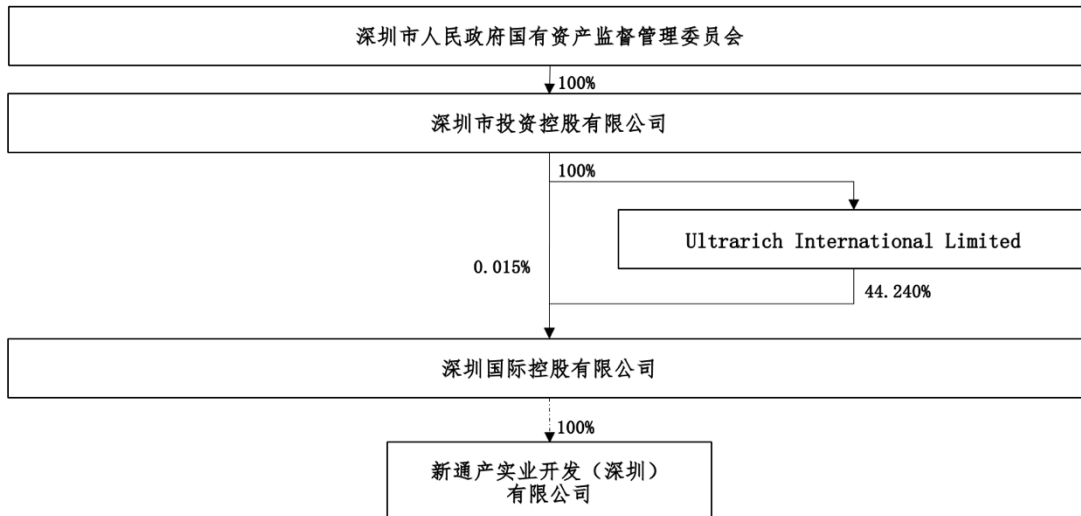 深圳市人民政府国有资产监督管理委员会
100%
深圳市投资控股有限公司
100%
Ultrarich International Limited
0.015%
44.240%
深圳国际控股有限公司
100%
新通产实业开发（深圳）
有限公司